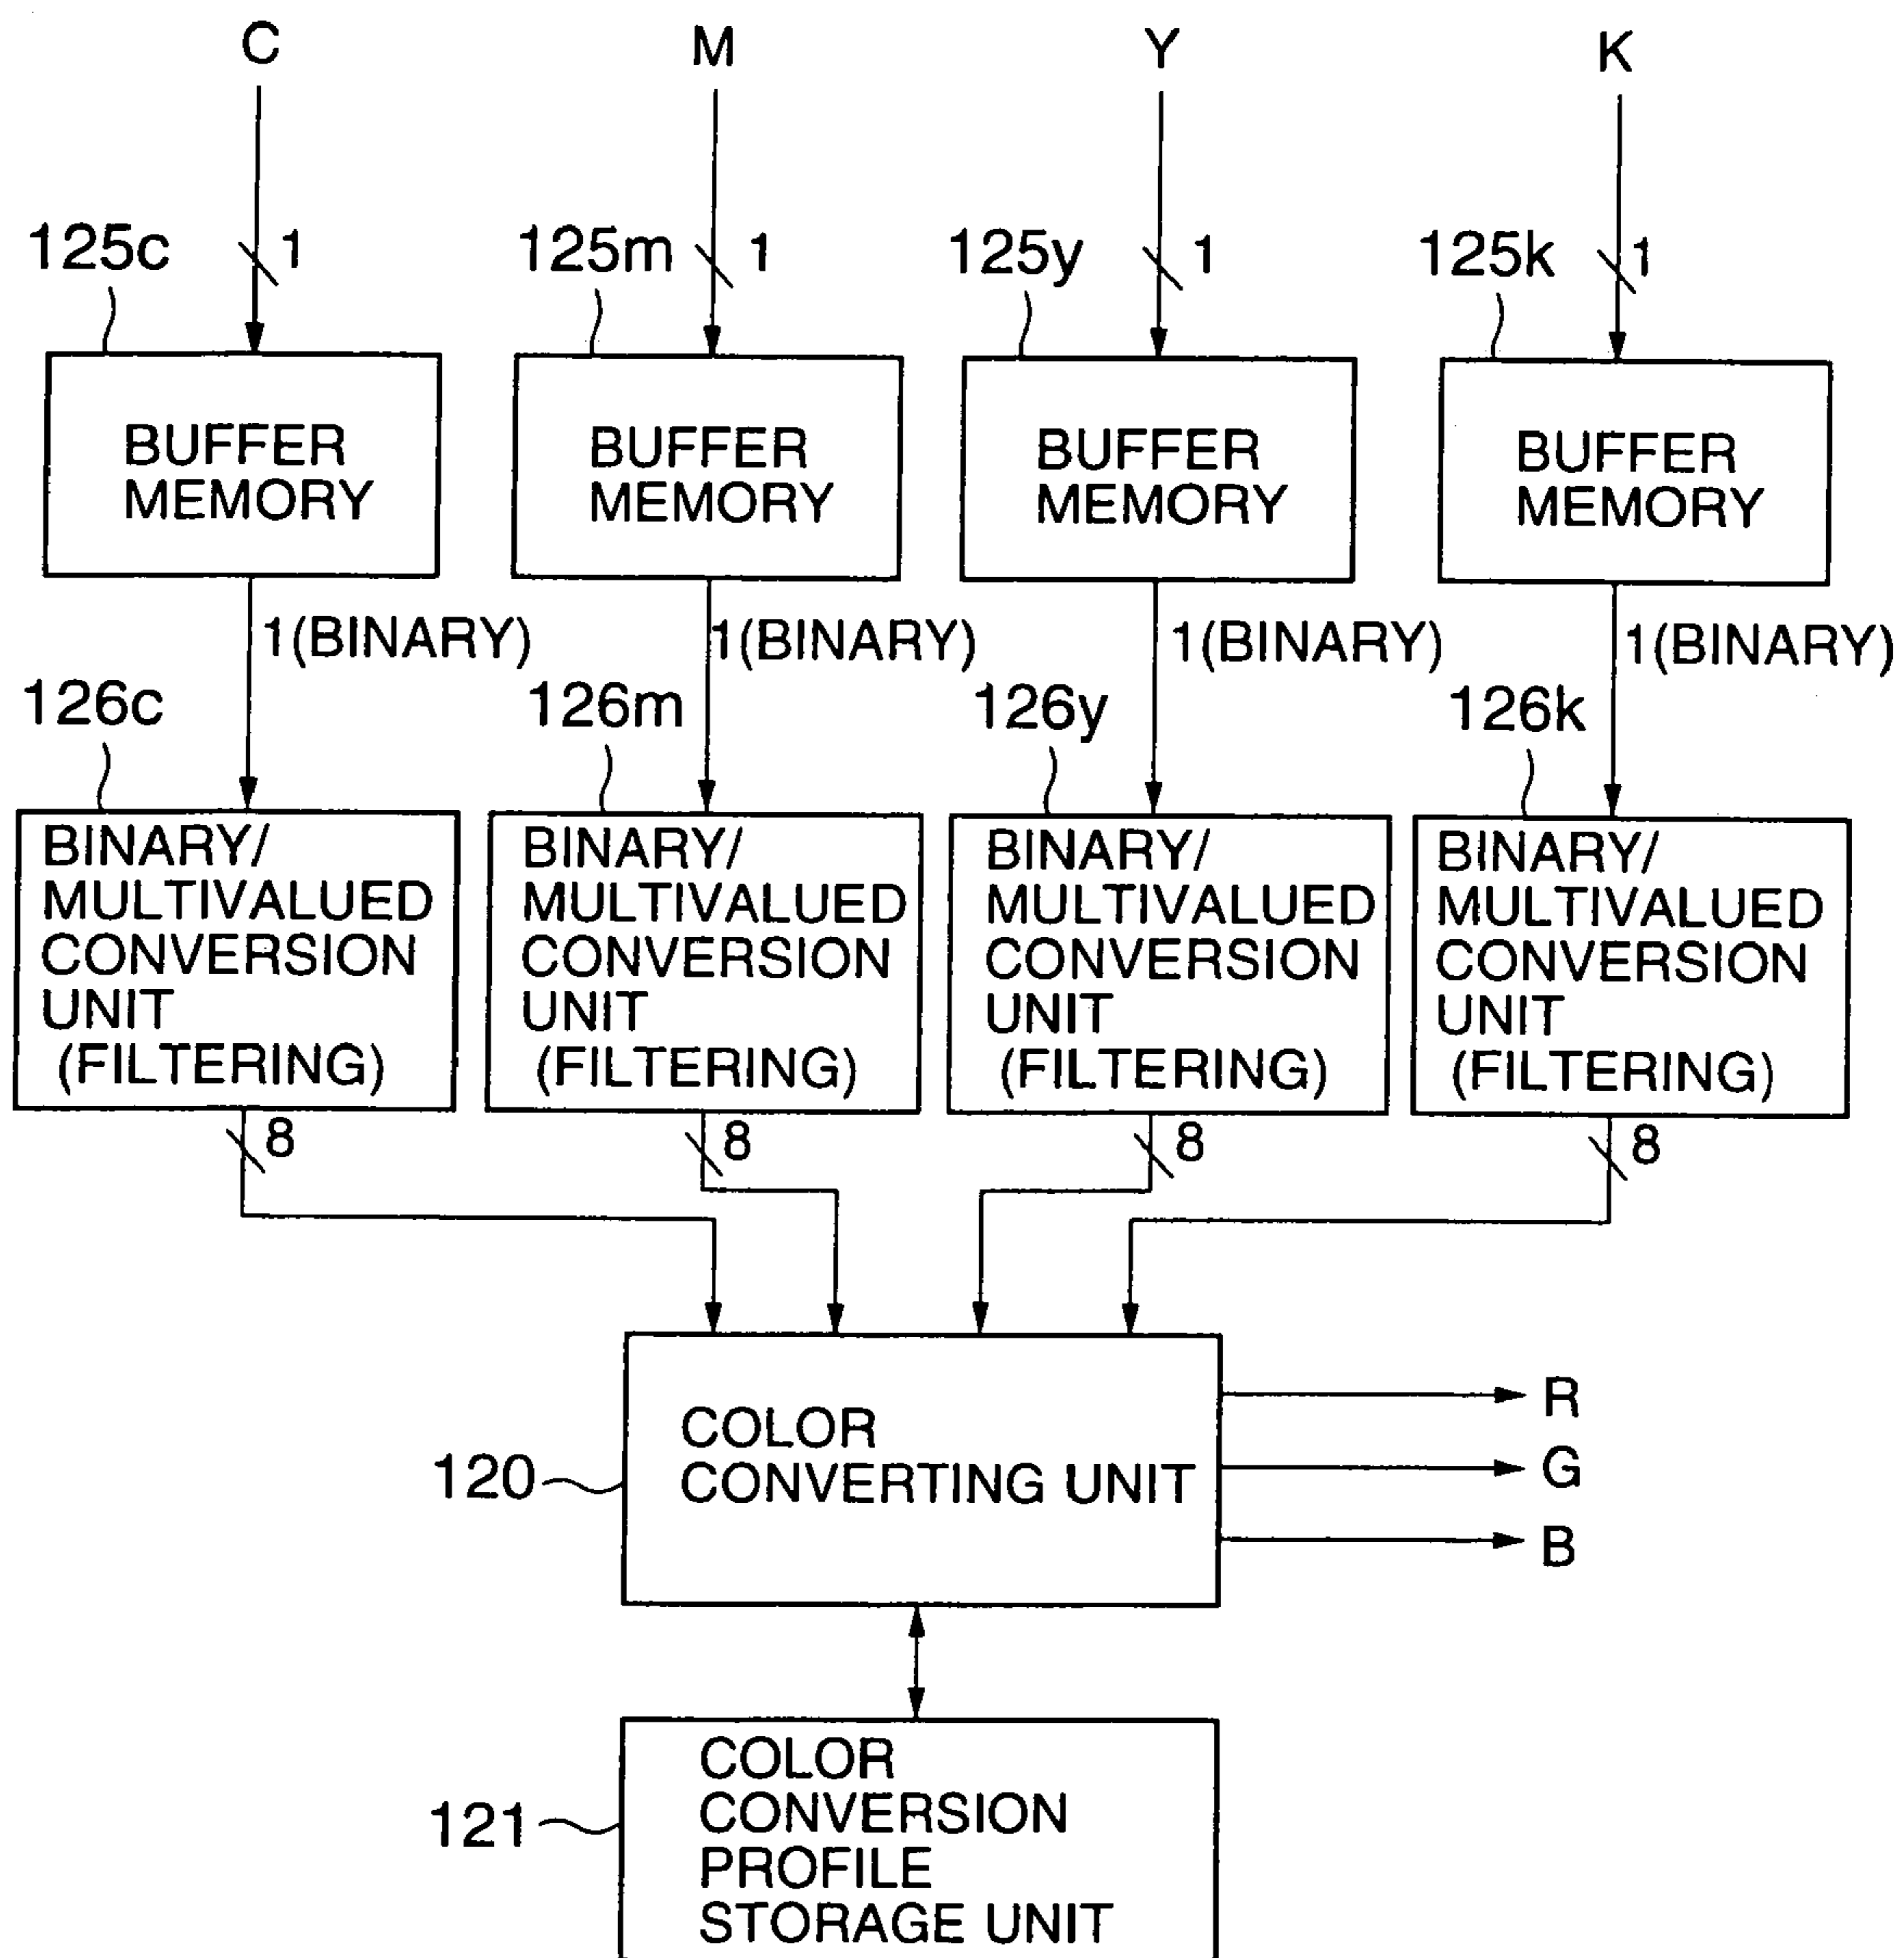 C
M
Y
K
125c
1
125m
1
125y
1
125k
1
BUFFER
MEMORY
BUFFER
MEMORY
BUFFER
MEMORY
BUFFER
MEMORY
1(BINARY)
1(BINARY)
1(BINARY)
1(BINARY)
126c
126m
126y
126k
BINARY/
MULTIVALUED
CONVERSION
UNIT
(FILTERING)
BINARY/
MULTIVALUED
CONVERSION
UNIT
(FILTERING)
BINARY/
MULTIVALUED
CONVERSION
UNIT
(FILTERING)
BINARY/
MULTIVALUED
CONVERSION
UNIT
(FILTERING)
8
8
8
8
120
COLOR
CONVERTING UNIT
R
G
B
121
COLOR
CONVERSION
PROFILE
STORAGE UNIT